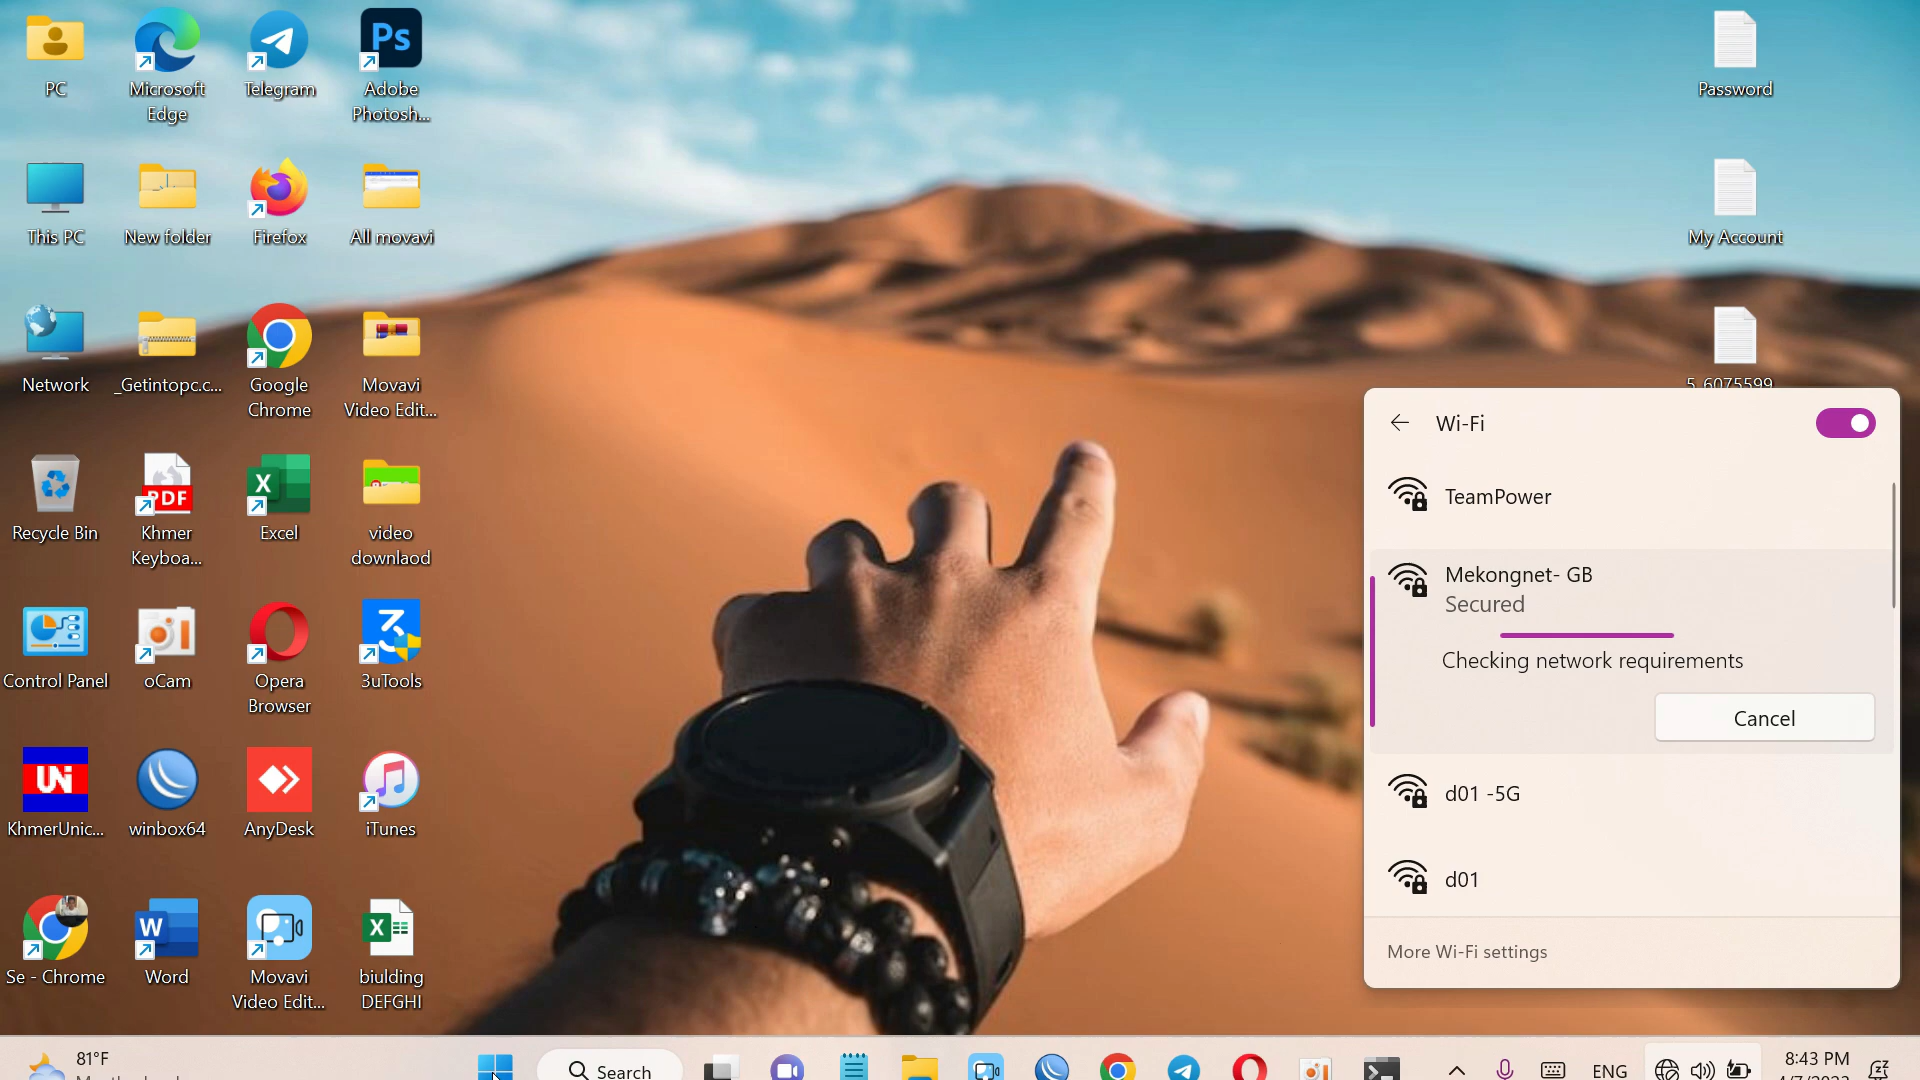 PC
Microsoft
Edge
Telegram
Ps
Adobe
Photosh...
Password
This PC
New folder
Firefox
All movavi
My Account
Network
_Getintopc.c...
Google
Chrome
Movavi
Video Edit...
5_6075599
Recycle Bin
PDF
Khmer
Keyboa...
X
Excel
video
downlaod
Control Panel
oCam
Opera
Browser
3
3uTools
UNi
KhmerUnic...
winbox64
AnyDesk
iTunes
Se - Chrome
W
Word
Movavi
Video Edit...
X
biulding
DEFGHI
Wi-Fi
TeamPower
Mekongnet- GB
Secured
Checking network requirements
Cancel
d01 -5G
d01
More Wi-Fi settings
81°F
Search
ENG
8:43 PM